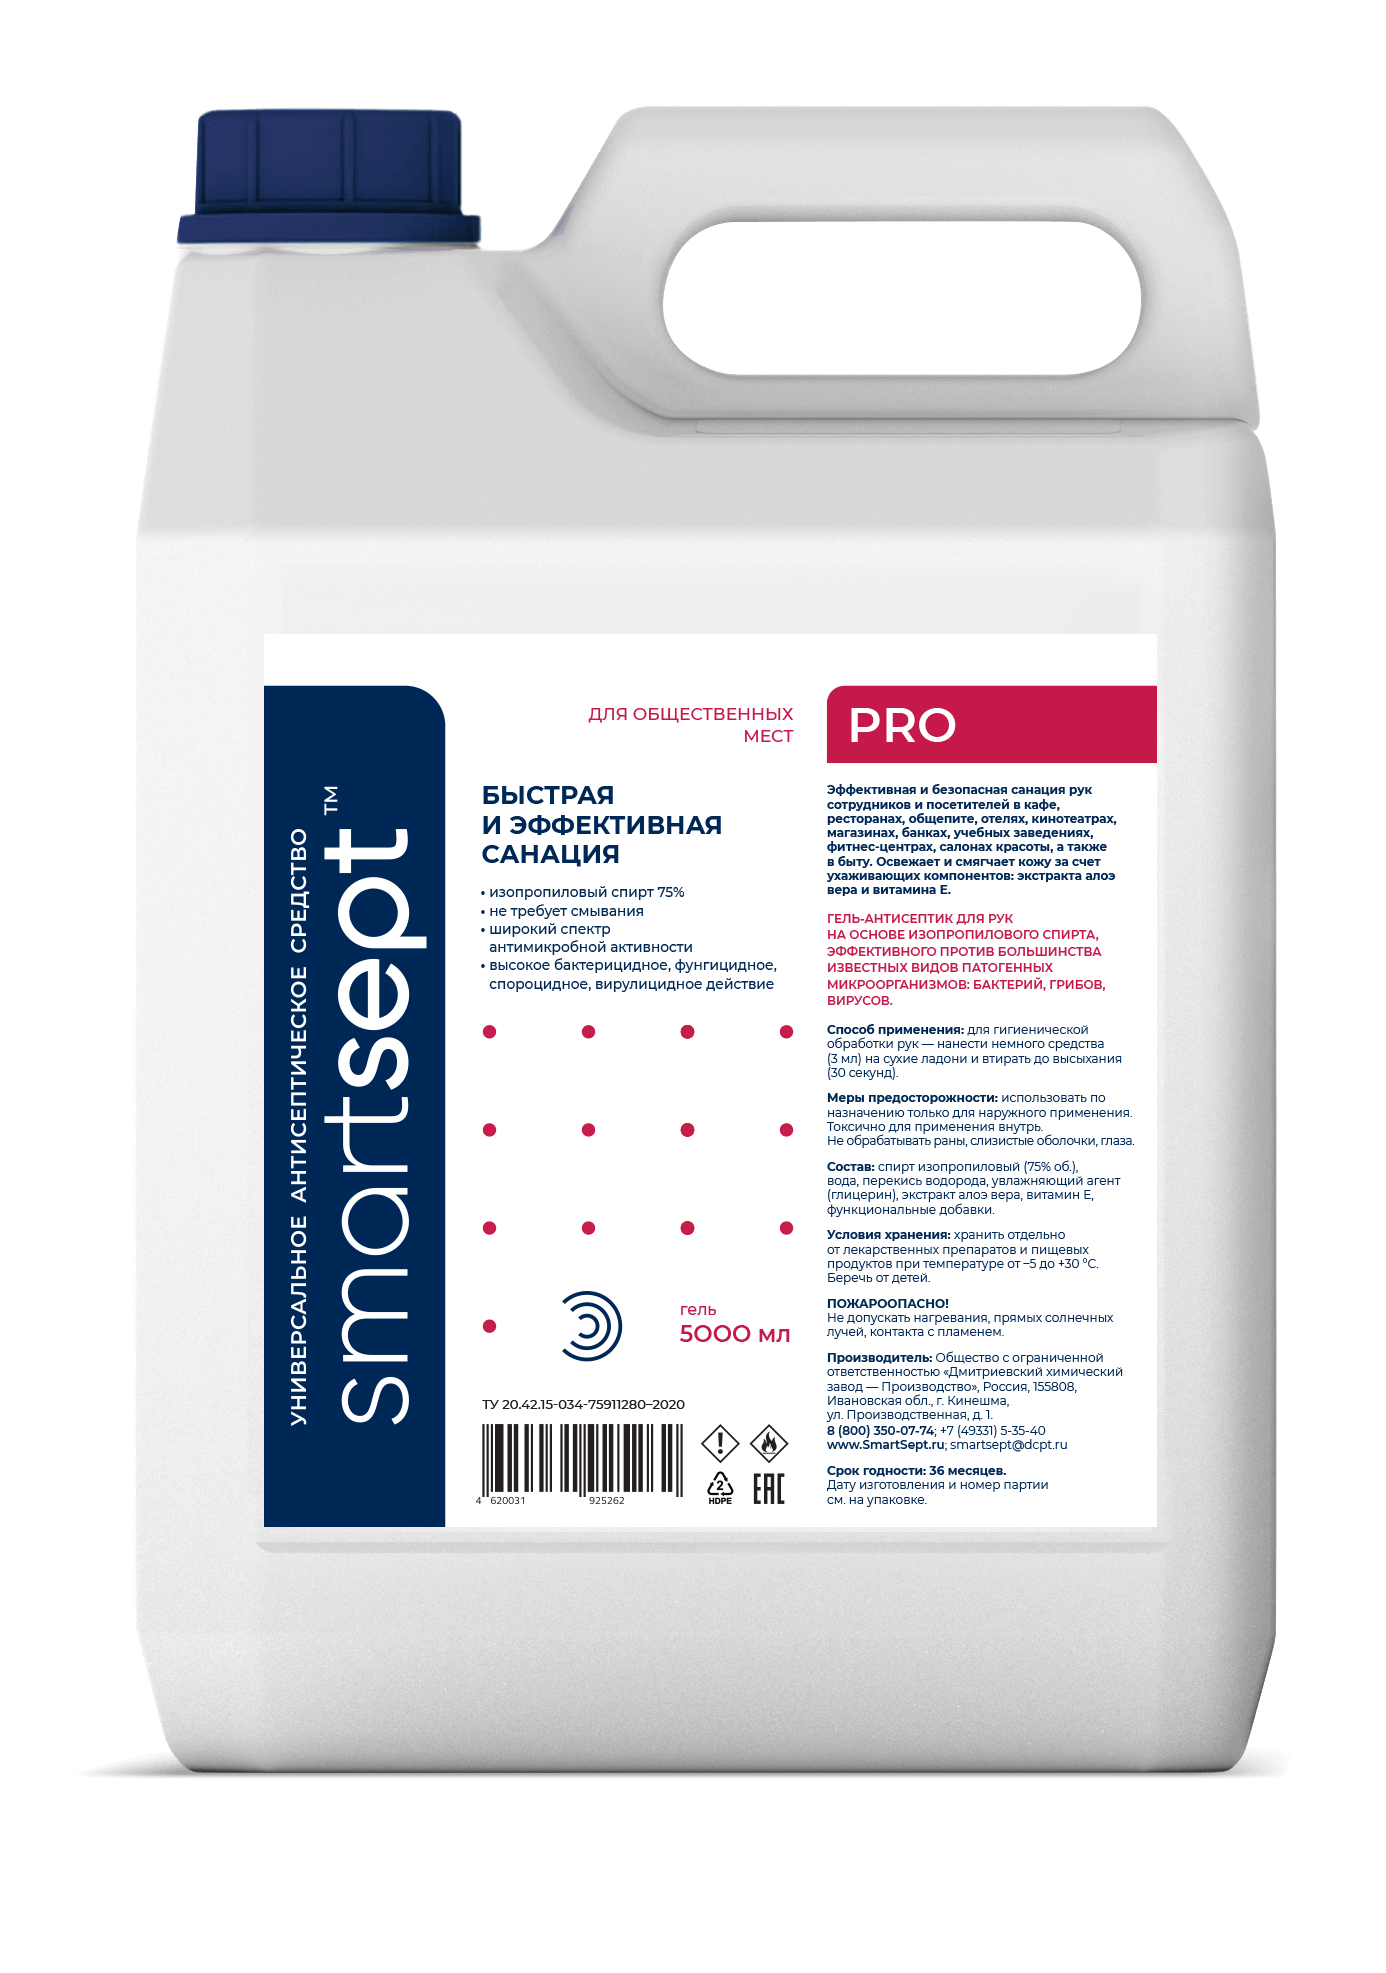 УНИВЕРСАЛЬНОЕ АНТИСЕПТИЧЕСКОЕ СРЕДСТВО
smartsept™
ДЛЯ ОБЩЕСТВЕННЫХ
МЕСТ
БЫСТРАЯ
И ЭФФЕКТИВНАЯ
САНАЦИЯ
• изопропиловый спирт 75%
• не требует смывания
• широкий спектр
антимикробной активности
• высокое бактерицидное, фунгицидное,
спороцидное, вирулицидное действие
гель
5000 мл
ТУ 20.42.15-034-75911280–2020
4 620031 925262
2
HDPE
EAC
PRO
Эффективная и безопасная санация рук
сотрудников и посетителей в кафе,
ресторанах, общепите, отелях, кинотеатрах,
магазинах, банках, учебных заведениях,
фитнес-центрах, салонах красоты, а также
в быту. Освежает и смягчает кожу за счет
ухаживающих компонентов: экстракта алоэ
вера и витамина Е.
ГЕЛЬ-АНТИСЕПТИК ДЛЯ РУК
НА ОСНОВЕ ИЗОПРОПИЛОВОГО СПИРТА,
ЭФФЕКТИВНОГО ПРОТИВ БОЛЬШИНСТВА
ИЗВЕСТНЫХ ВИДОВ ПАТОГЕННЫХ
МИКРООРГАНИЗМОВ: БАКТЕРИЙ, ГРИБОВ,
ВИРУСОВ.
Способ применения: для гигиенической
обработки рук — нанести немного средства
(3 мл) на сухие ладони и втирать до высыхания
(30 секунд).
Меры предосторожности: использовать по
назначению только для наружного применения.
Токсично для применения внутрь.
Не обрабатывать раны, слизистые оболочки, глаза.
Состав: спирт изопропиловый (75% об.),
вода, перекись водорода, увлажняющий агент
(глицерин), экстракт алоэ вера, витамин Е,
функциональные добавки.
Условия хранения: хранить отдельно
от лекарственных препаратов и пищевых
продуктов при температуре от –5 до +30 °С.
Беречь от детей.
ПОЖАРООПАСНО!
Не допускать нагревания, прямых солнечных
лучей, контакта с пламенем.
Производитель: Общество с ограниченной
ответственностью «Дмитриевский химический
завод — Производство», Россия, 155808,
Ивановская обл., г. Кинешма,
ул. Производственная, д. 1.
8 (800) 350-07-74; +7 (49331) 5-35-40
www.SmartSept.ru; smartsept@dcpt.ru
Срок годности: 36 месяцев.
Дату изготовления и номер партии
см. на упаковке.